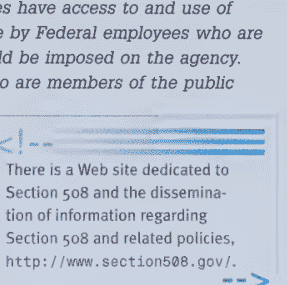 es have access to and use of
e by Federal employees who are
ld be imposed on the agency.
o are members of the public
<!--
There is a Web site dedicated to
Section 508 and the dissemina-
tion of information regarding
Section 508 and related policies,
http://www.section508.gov/.
-->